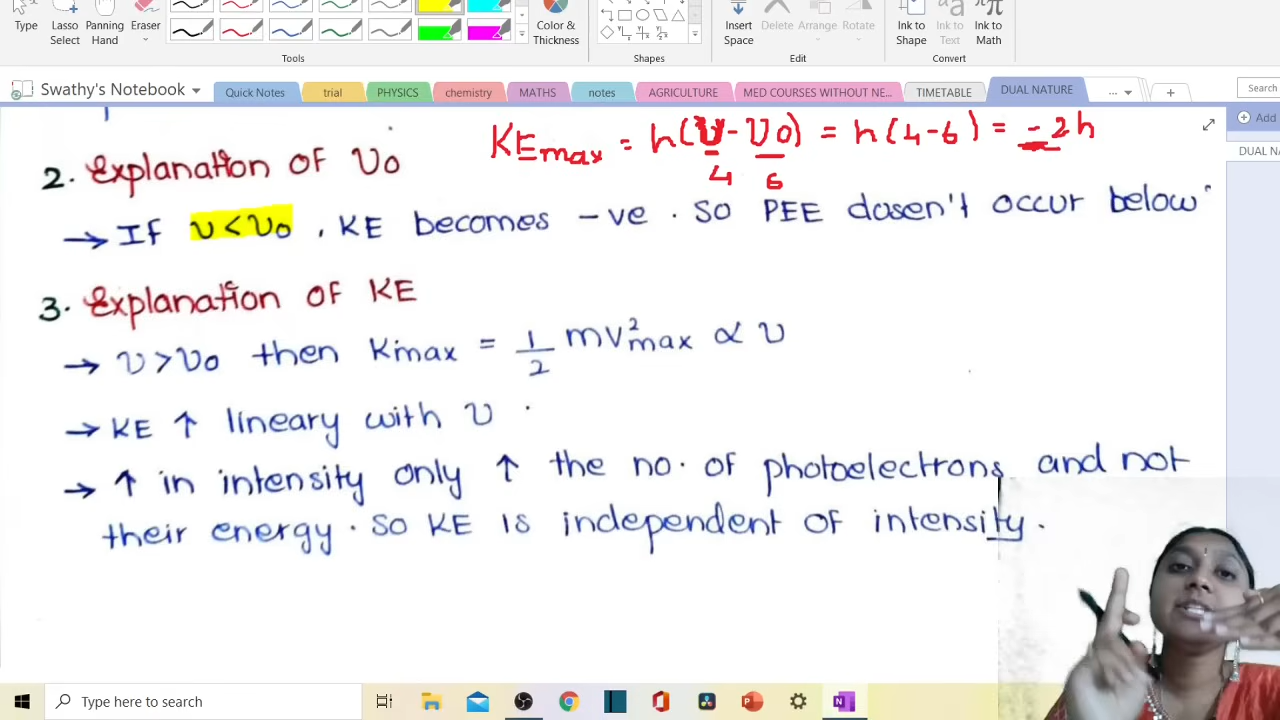 Type
Lasso Select
Panning Hand
Eraser
Color & Thickness
Insert Space
Delete
Arrange
Rotate
Ink to Shape
Ink to Text
Ink to Math
Tools
Shapes
Edit
Convert
Swathy's Notebook
Quick Notes
trial
PHYSICS
chemistry
MATHS
notes
AGRICULTURE
MED COURSES WITHOUT NE...
TIMETABLE
DUAL NATURE
...
Search
Add
DUAL NA
KEmax = h(υ-υ0) = h(4-6) = -2h
4 6
2. Explanation of υ0
→ If υ<υ0 , KE becomes -ve . So PEE dosen't occur below
3. Explanation of KE
→ υ>υ0 then Kmax = 1/2 mv²max ∝ υ
→ KE ↑ lineary with υ .
→ ↑ in intensity only ↑ the no. of photoelectrons and not
their energy . So KE is independent of intensity .
Type here to search